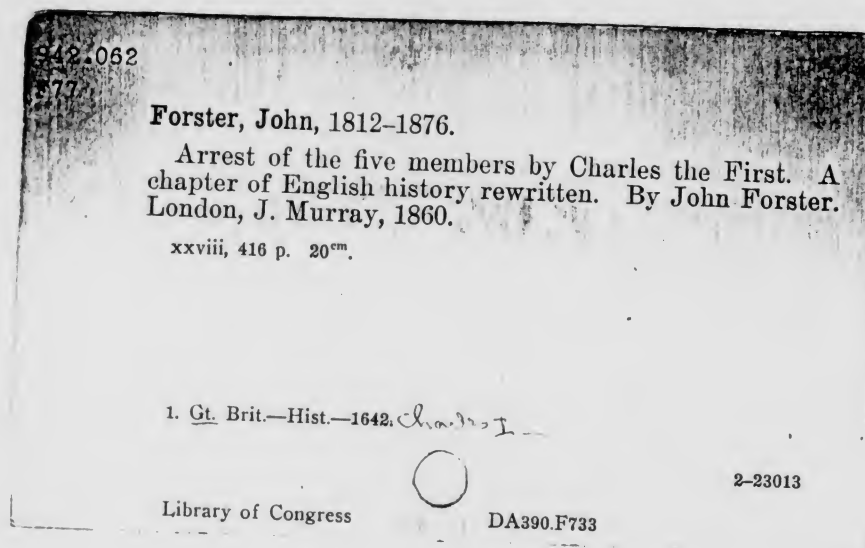 942.062
F77
Forster, John, 1812–1876.
Arrest of the five members by Charles the First. A
chapter of English history rewritten. By John Forster.
London, J. Murray, 1860.
xxviii, 416 p. 20cm.
1. Gt. Brit.—Hist.—1642. Charles I
2–23013
Library of Congress DA390.F733